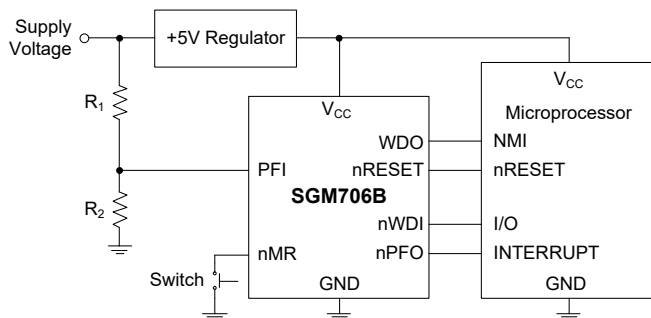 Supply
Voltage
+5V Regulator
R1
R2
Switch
VCC
PFI
nMR
SGM706B
WDO
nRESET
nWDI
nPFO
GND
VCC
Microprocessor
NMI
nRESET
I/O
INTERRUPT
GND